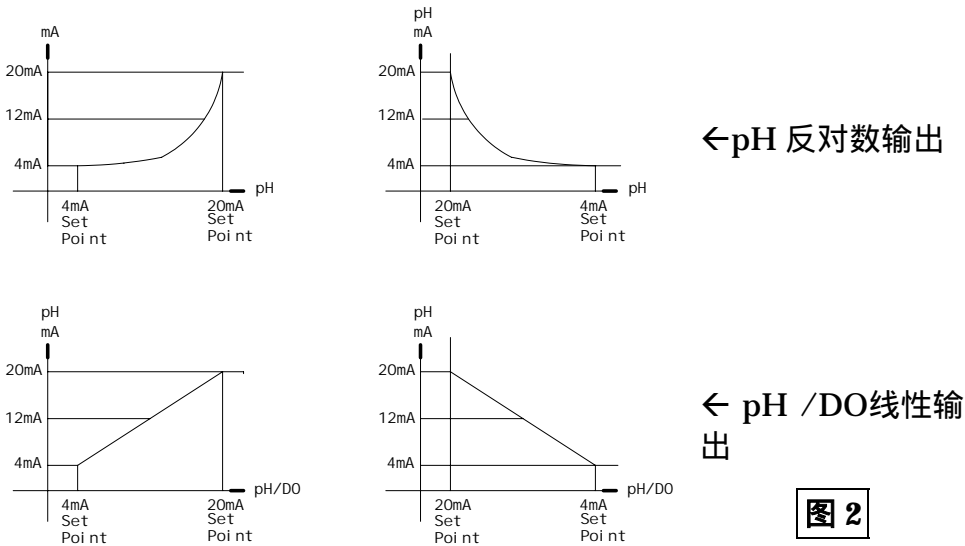 mA
20mA
12mA
4mA
pH
4mA
Set
Point
20mA
Set
Point
pH
mA
20mA
12mA
4mA
pH
20mA
Set
Point
4mA
Set
Point
←pH 反对数输出
pH
mA
20mA
12mA
4mA
pH/DO
4mA
Set
Point
20mA
Set
Point
pH
mA
20mA
12mA
4mA
pH/DO
20mA
Set
Point
4mA
Set
Point
← pH /DO线性输
出
图 2